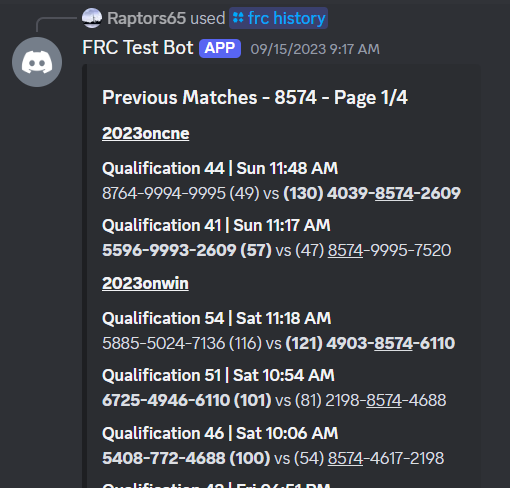 Raptors65 used frc history
FRC Test Bot APP 09/15/2023 9:17 AM
Previous Matches - 8574 - Page 1/4
2023oncne
Qualification 44 | Sun 11:48 AM
8764-9994-9995 (49) vs (130) 4039-8574-2609
Qualification 41 | Sun 11:17 AM
5596-9993-2609 (57) vs (47) 8574-9995-7520
2023onwin
Qualification 54 | Sat 11:18 AM
5885-5024-7136 (116) vs (121) 4903-8574-6110
Qualification 51 | Sat 10:54 AM
6725-4946-6110 (101) vs (81) 2198-8574-4688
Qualification 46 | Sat 10:06 AM
5408-772-4688 (100) vs (54) 8574-4617-2198